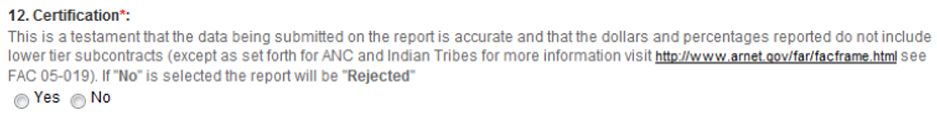 12. Certification*:
This is a testament that the data being submitted on the report is accurate and that the dollars and percentages reported do not include
lower tier subcontracts (except as set forth for ANC and Indian Tribes for more information visit http://www.arnet.gov/far/facframe.html see
FAC 05-019). If "No" is selected the report will be "Rejected"
Yes No